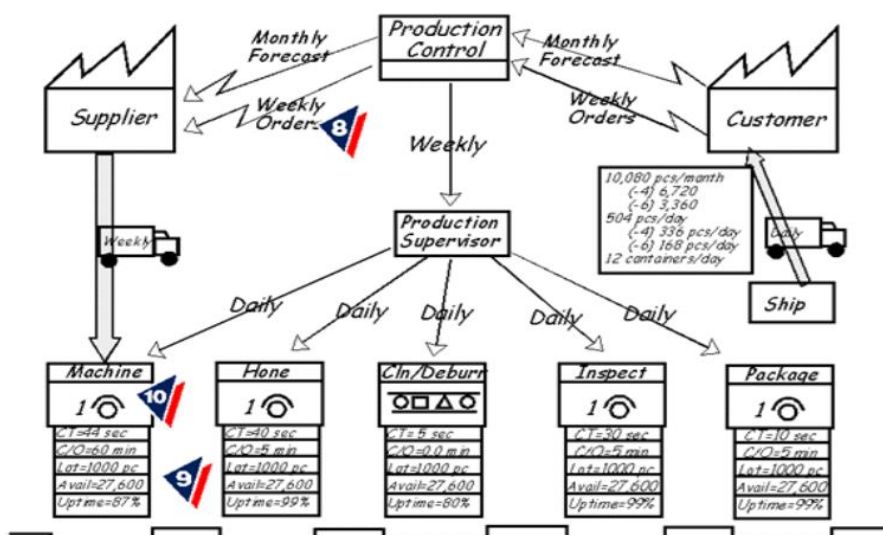 Production
Control
Monthly
Forecast
Monthly
Forecast
Supplier
Weekly
Orders
8
Weekly
Weekly
Orders
Customer
10,080 pcs/month
(-4) 6,720
(-6) 3,360
504 pcs/day
(-4) 336 pcs/day
(-6) 168 pcs/day
12 containers/day
Weekly
Production
Supervisor
Daily
Ship
Daily
Daily
Daily
Daily
Daily
Machine
1
10
CT=44 sec
C/O=60 min
Lot=1000 pc
Avail=27,600
Uptime=87%
9
Hone
1
CT=40 sec
C/O=5 min
Lot=1000 pc
Avail=27,600
Uptime=99%
Cln/Deburr
CT= 5 sec
C/O=0.0 min
Lot=1000 pc
Avail=27,600
Uptime=80%
Inspect
1
CT=30 sec
C/O=5 min
Lot=1000 pc
Avail=27,600
Uptime=99%
Package
1
CT=10 sec
C/O=5 min
Lot=1000 pc
Avail=27,600
Uptime=99%